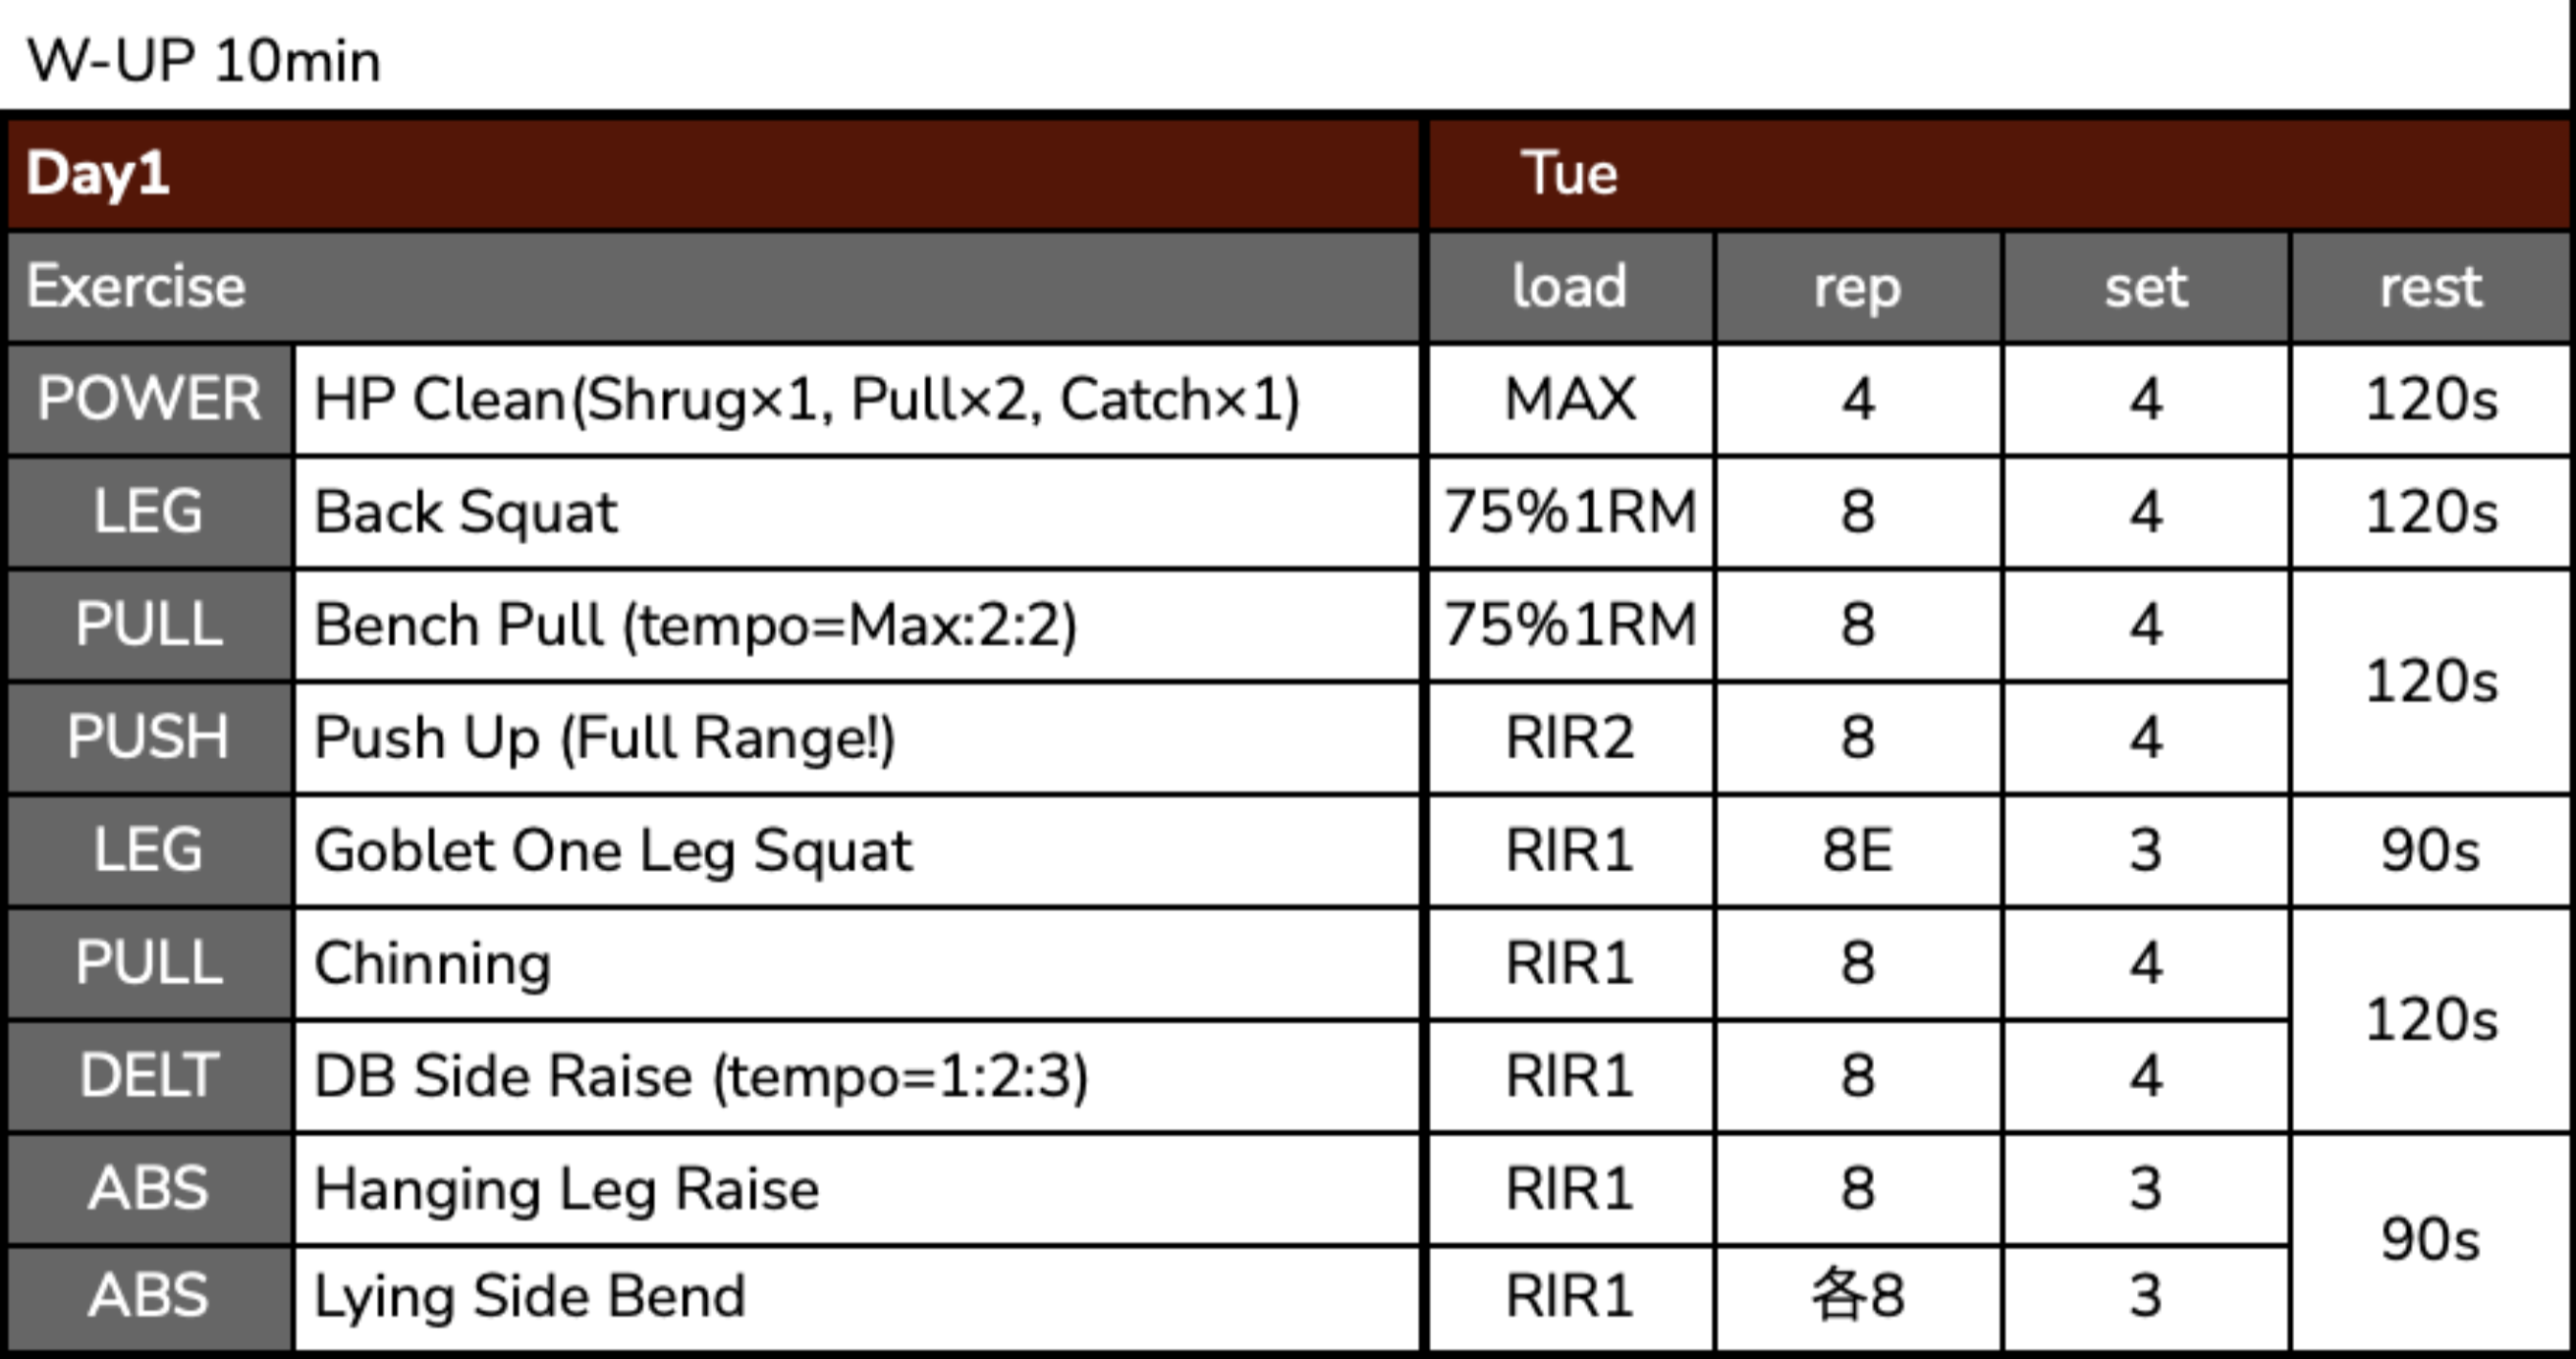 W-UP 10min
Day1 Tue
Exercise load rep set rest
POWER HP Clean(Shrug×1, Pull×2, Catch×1) MAX 4 4 120s
LEG Back Squat 75%1RM 8 4 120s
PULL Bench Pull (tempo=Max:2:2) 75%1RM 8 4 120s
PUSH Push Up (Full Range!) RIR2 8 4
LEG Goblet One Leg Squat RIR1 8E 3 90s
PULL Chinning RIR1 8 4 120s
DELT DB Side Raise (tempo=1:2:3) RIR1 8 4
ABS Hanging Leg Raise RIR1 8 3 90s
ABS Lying Side Bend RIR1 各8 3